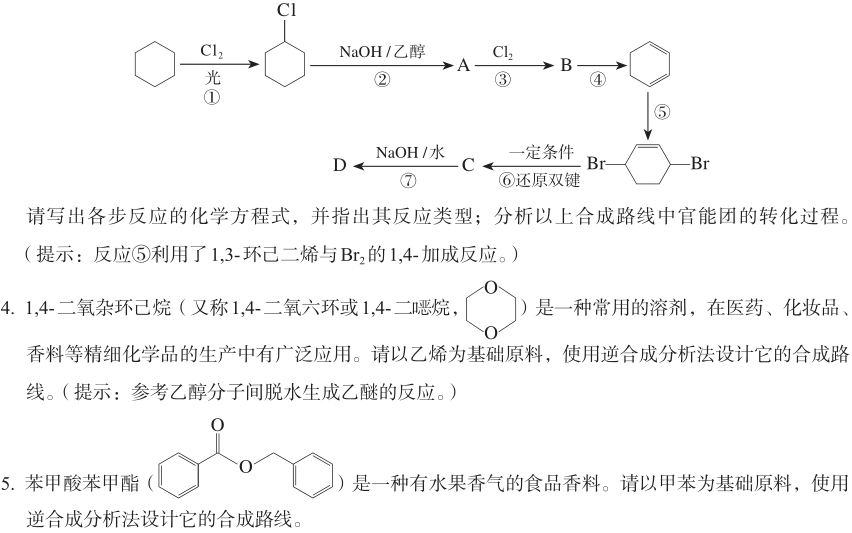 Cl
Cl₂
光
①
NaOH/乙醇
②
A
Cl₂
③
B
④
⑤
D
NaOH/水
⑦
C
一定条件
⑥还原双键
Br
Br
请写出各步反应的化学方程式，并指出其反应类型；分析以上合成路线中官能团的转化过程。
（提示：反应⑤利用了1,3-环己二烯与Br₂的1,4-加成反应。）
4. 1,4-二氧杂环己烷（又称1,4-二氧六环或1,4-二噁烷，O O）是一种常用的溶剂，在医药、化妆品、
香料等精细化学品的生产中有广泛应用。请以乙烯为基础原料，使用逆合成分析法设计它的合成路
线。（提示：参考乙醇分子间脱水生成乙醚的反应。）
O
O
5. 苯甲酸苯甲酯（）是一种有水果香气的食品香料。请以甲苯为基础原料，使用
逆合成分析法设计它的合成路线。